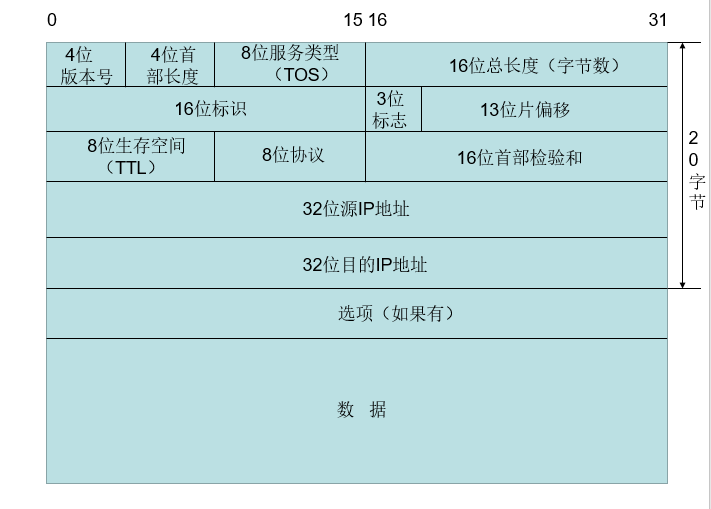 0 15 16 31
4位
版本号
4位首
部长度
8位服务类型
（TOS）
16位总长度（字节数）
16位标识
3位
标志
13位片偏移
8位生存空间
（TTL）
8位协议
16位首部检验和
32位源IP地址
32位目的IP地址
选项（如果有）
数 据
2
0
字
节